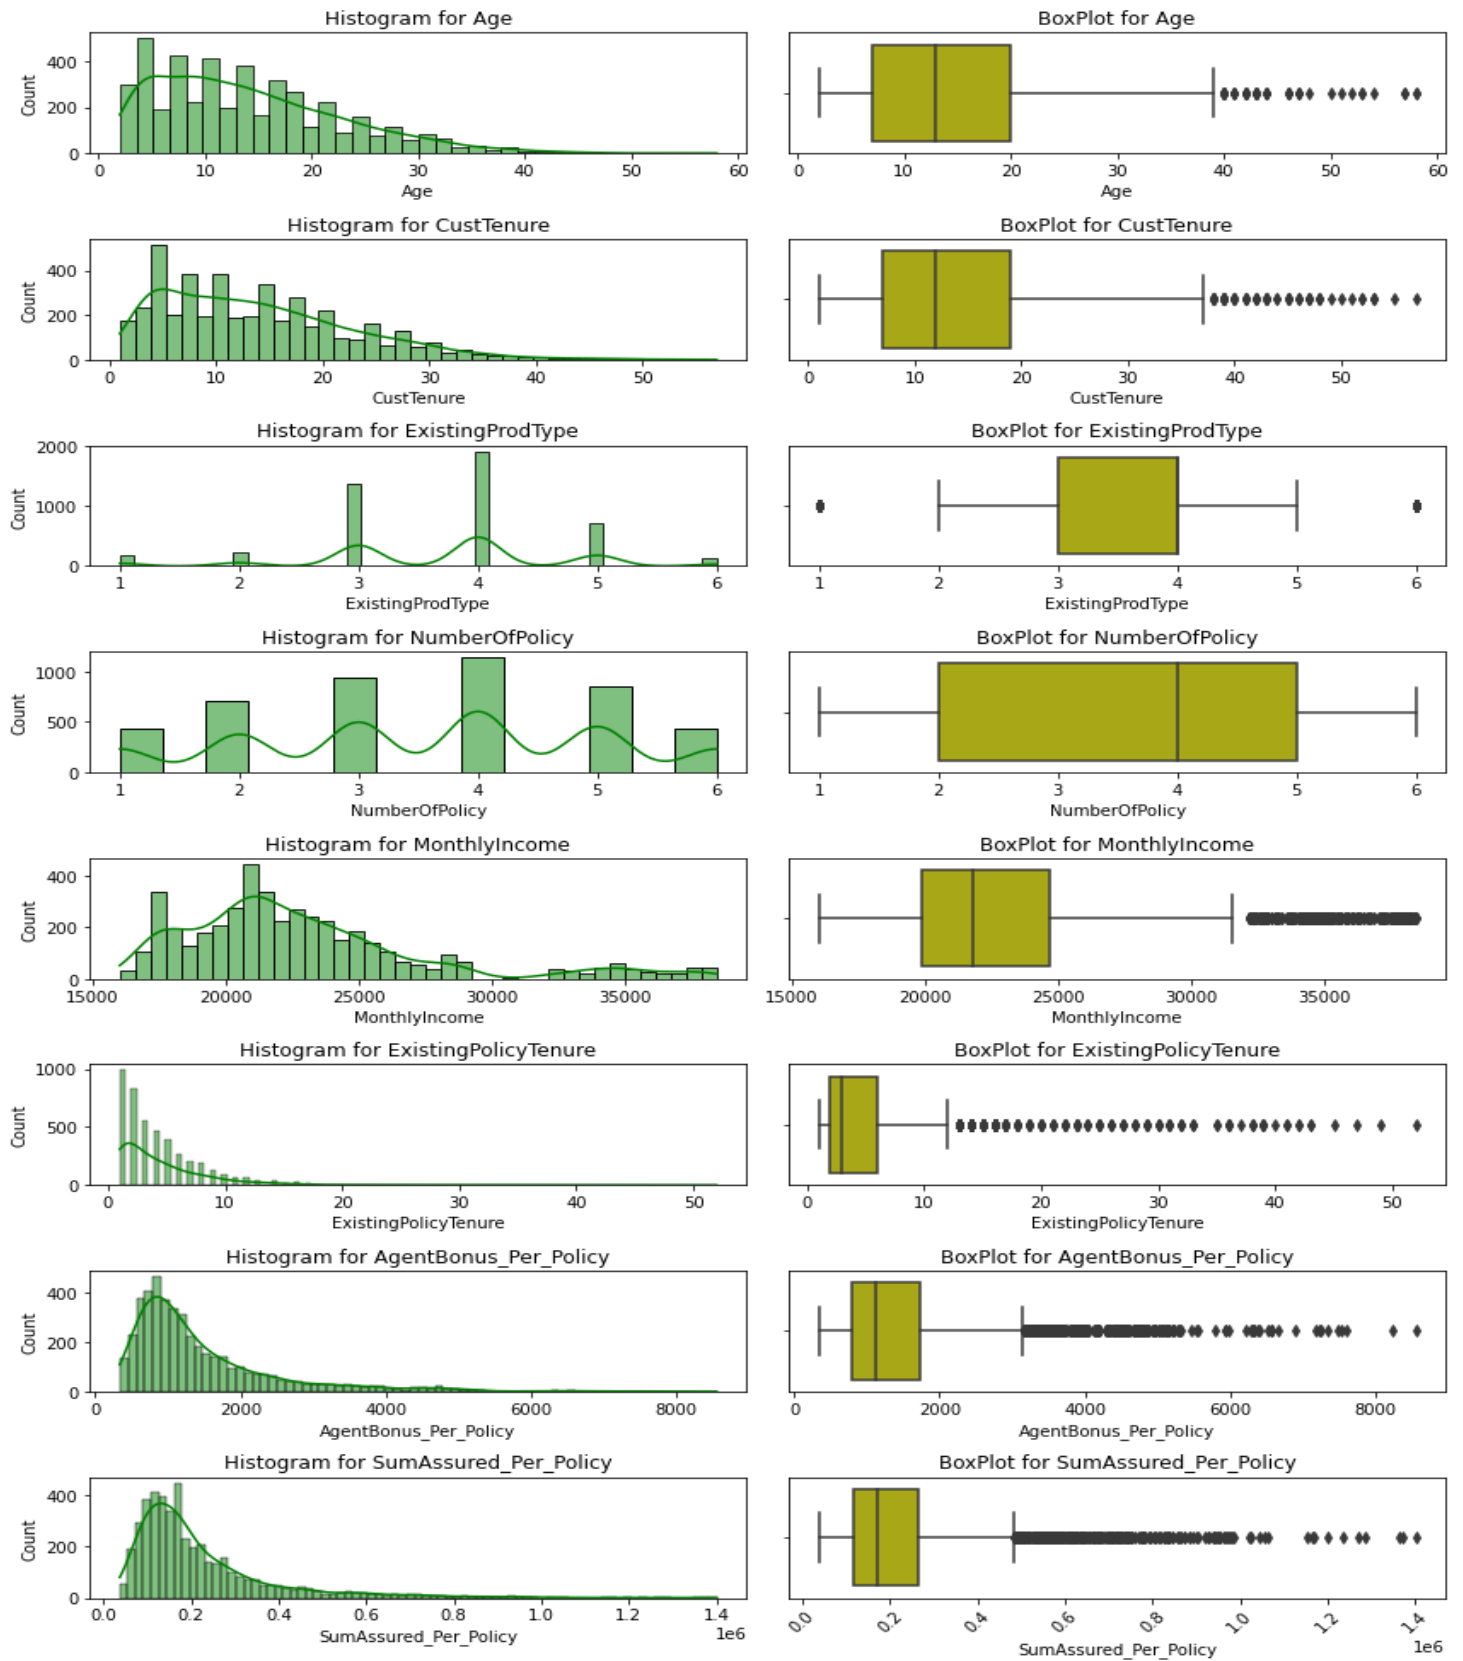 Histogram for Age
BoxPlot for Age
Count
400
200
0
0 10 20 30 40 50 60
Age
0 10 20 30 40 50 60
Age
Histogram for CustTenure
BoxPlot for CustTenure
Count
400
200
0
0 10 20 30 40 50
CustTenure
0 10 20 30 40 50
CustTenure
Histogram for ExistingProdType
BoxPlot for ExistingProdType
Count
2000
1000
0
1 2 3 4 5 6
ExistingProdType
1 2 3 4 5 6
ExistingProdType
Histogram for NumberOfPolicy
BoxPlot for NumberOfPolicy
Count
1000
500
0
1 2 3 4 5 6
NumberOfPolicy
1 2 3 4 5 6
NumberOfPolicy
Histogram for MonthlyIncome
BoxPlot for MonthlyIncome
Count
400
200
0
15000 20000 25000 30000 35000
MonthlyIncome
15000 20000 25000 30000 35000
MonthlyIncome
Histogram for ExistingPolicyTenure
BoxPlot for ExistingPolicyTenure
Count
1000
500
0
0 10 20 30 40 50
ExistingPolicyTenure
0 10 20 30 40 50
ExistingPolicyTenure
Histogram for AgentBonus_Per_Policy
BoxPlot for AgentBonus_Per_Policy
Count
400
200
0
0 2000 4000 6000 8000
AgentBonus_Per_Policy
0 2000 4000 6000 8000
AgentBonus_Per_Policy
Histogram for SumAssured_Per_Policy
BoxPlot for SumAssured_Per_Policy
Count
400
200
0
0.0 0.2 0.4 0.6 0.8 1.0 1.2 1.4
1e6
SumAssured_Per_Policy
0.0 0.2 0.4 0.6 0.8 1.0 1.2 1.4
1e6
SumAssured_Per_Policy